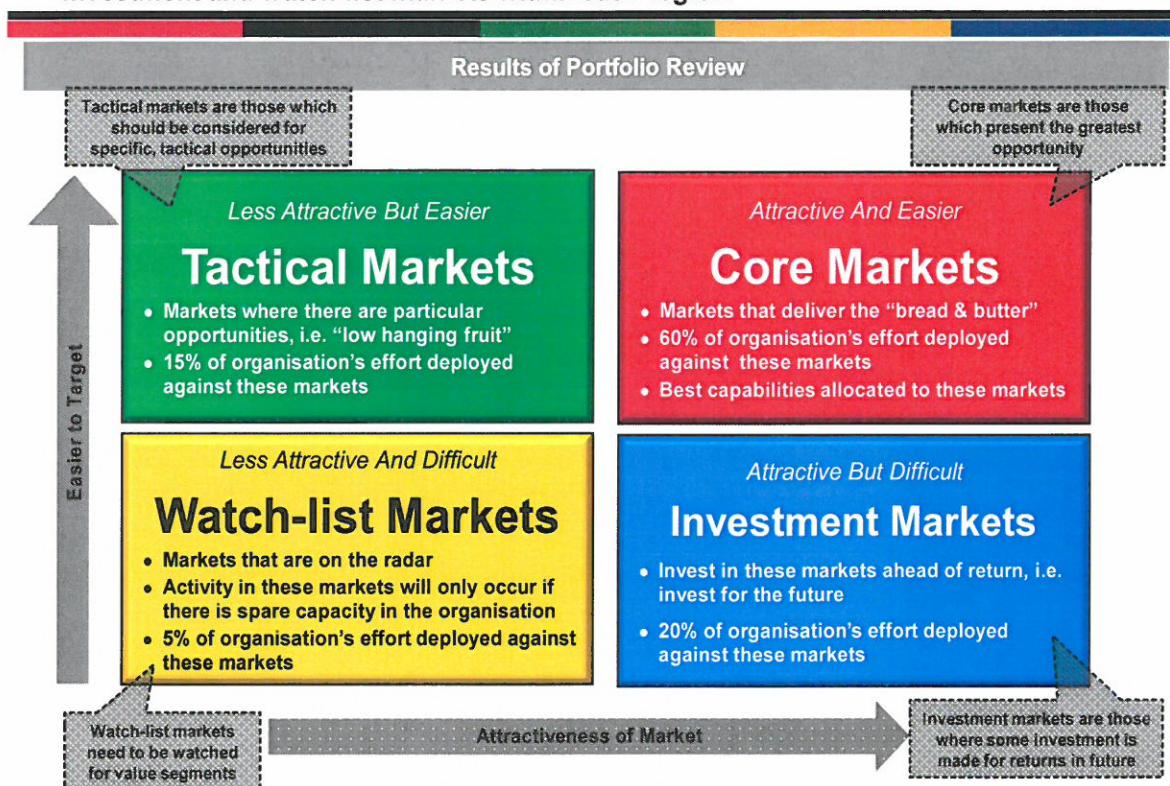 Results of Portfolio Review
Tactical markets are those which
should be considered for
specific, tactical opportunities
Core markets are those
which present the greatest
opportunity
Easier to Target
Less Attractive But Easier
Tactical Markets
• Markets where there are particular
opportunities, i.e. “low hanging fruit”
• 15% of organisation’s effort deployed
against these markets
Attractive And Easier
Core Markets
• Markets that deliver the “bread & butter”
• 60% of organisation’s effort deployed
against these markets
• Best capabilities allocated to these markets
Less Attractive And Difficult
Watch-list Markets
• Markets that are on the radar
• Activity in these markets will only occur if
there is spare capacity in the organisation
• 5% of organisation’s effort deployed against
these markets
Attractive But Difficult
Investment Markets
• Invest in these markets ahead of return, i.e.
invest for the future
• 20% of organisation’s effort deployed
against these markets
Watch-list markets
need to be watched
for value segments
Attractiveness of Market
Investment markets are those
where some investment is
made for returns in future